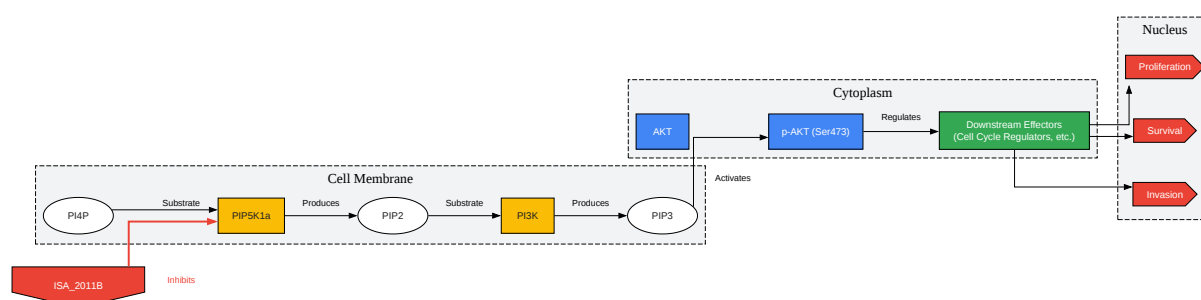 Nucleus
Proliferation
Cytoplasm
AKT
p-AKT (Ser473)
Regulates
Downstream Effectors
(Cell Cycle Regulators, etc.)
Survival
Cell Membrane
Activates
PI4P
Substrate
PIP5K1a
Produces
PIP2
Substrate
PI3K
Produces
PIP3
Invasion
ISA_2011B
Inhibits